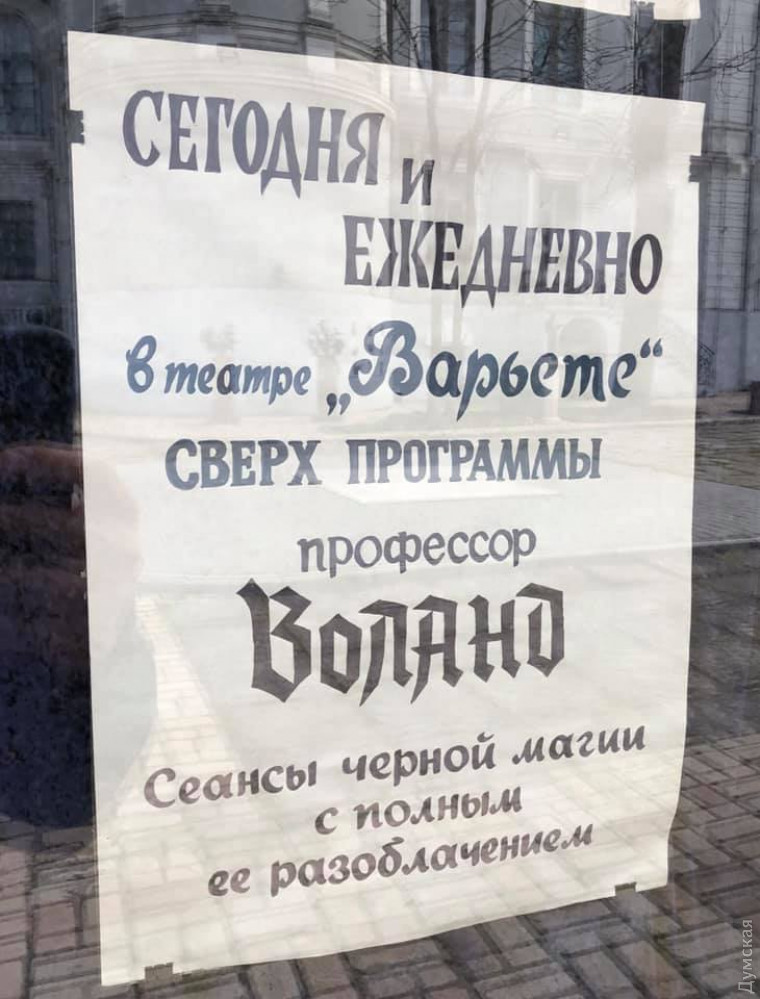 СЕГОДНЯ
и
ЕЖЕДНЕВНО
в театре „Варьете“
СВЕРХ ПРОГРАММЫ
профессор
ВОЛАНД
Сеансы черной магии
с полным
ее разоблачением
Думская